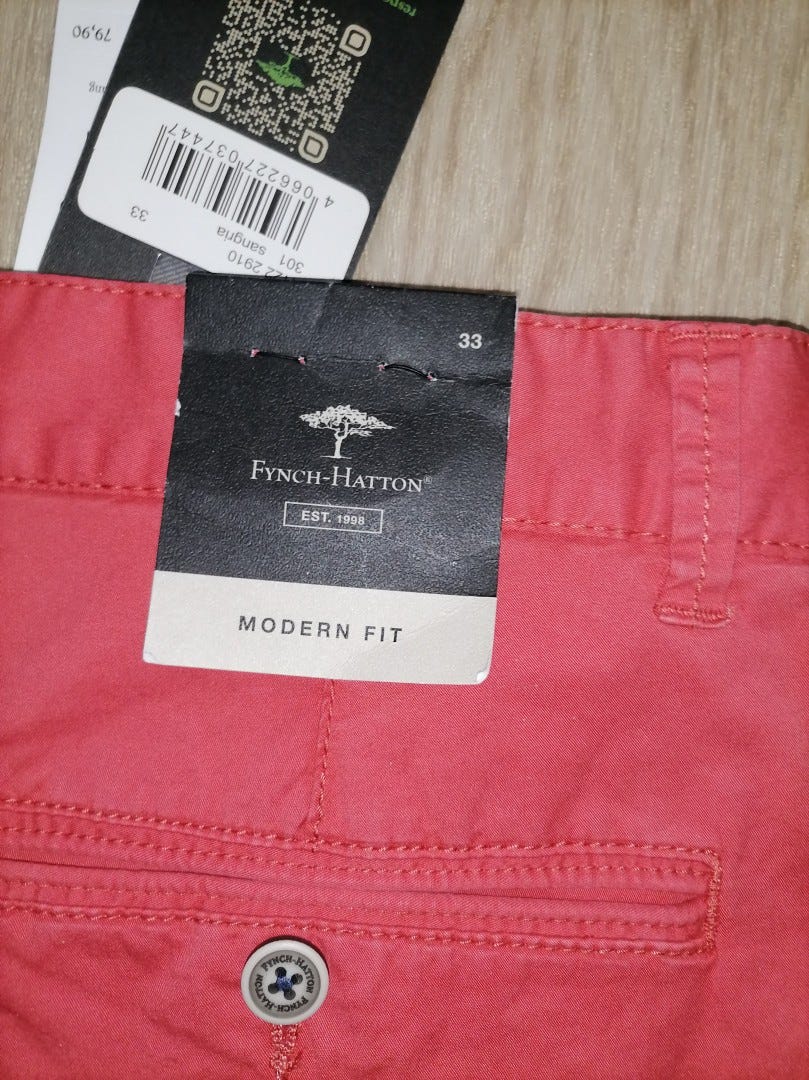 79,90
4 066227 037447
33
2910
301 sangria
33
FYNCH-HATTON®
EST. 1998
MODERN FIT
FYNCH-HATTON FYNCH-HATTON